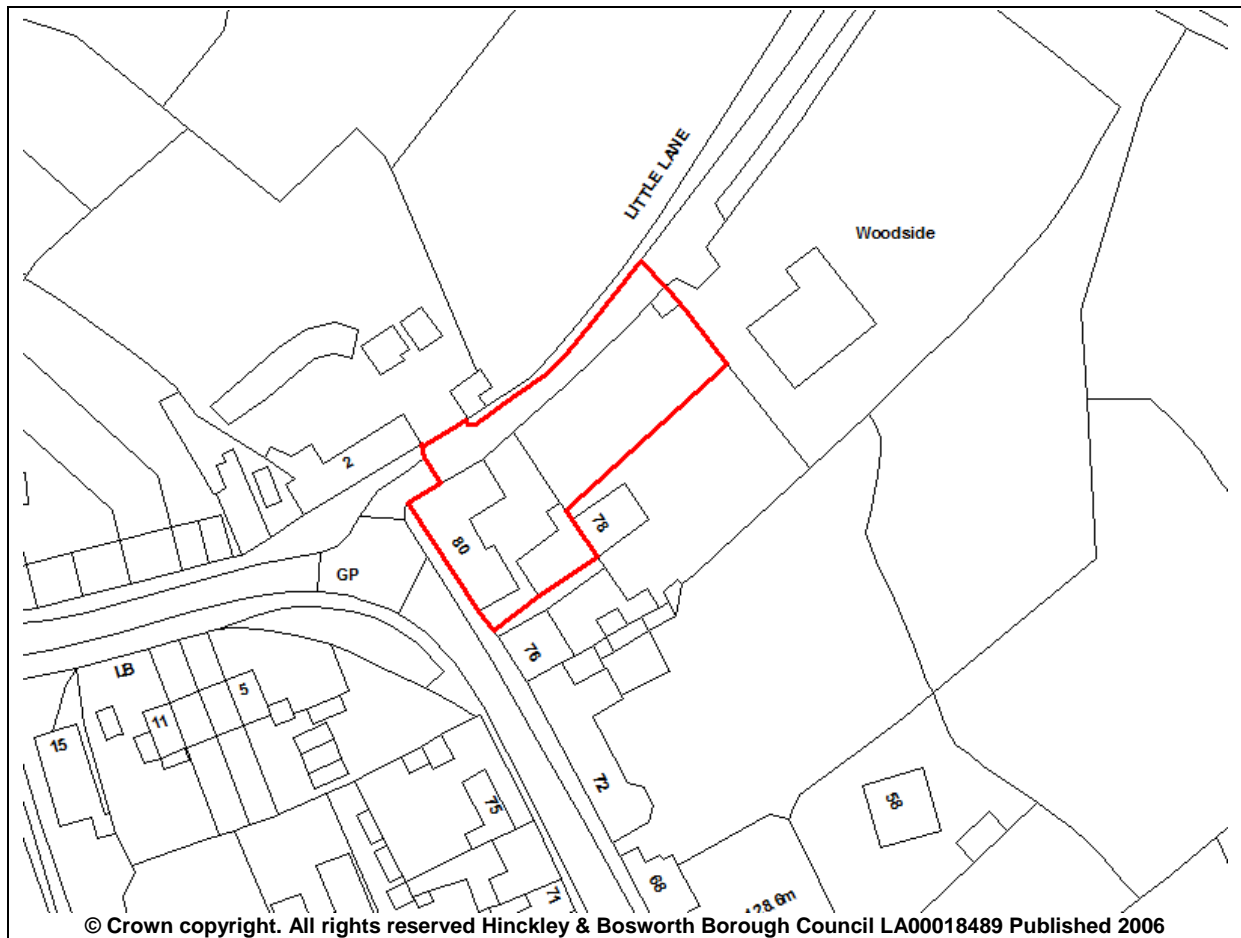 LITTLE LANE
Woodside
2
80
78
GP
76
LB
5
11
15
72
75
58
68
71
128.6m
© Crown copyright. All rights reserved Hinckley & Bosworth Borough Council LA00018489 Published 2006